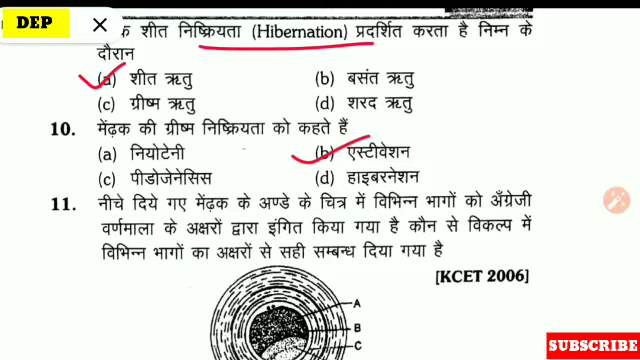 DEP
क शीत निष्क्रियता (Hibernation) प्रदर्शित करता है निम्न के
दौरान
(a) शीत ऋतु (b) बसंत ऋतु
(c) ग्रीष्म ऋतु (d) शरद ऋतु
10. मेंढ़क की ग्रीष्म निष्क्रियता को कहते हैं
(a) नियोटेनी (b) एस्टीवेशन
(c) पीडोजेनेसिस (d) हाइबरनेशन
11. नीचे दिये गए मेंढ़क के अण्डे के चित्र में विभिन्न भागों को अँग्रेजी
वर्णमाला के अक्षरों द्वारा इंगित किया गया है कौन से विकल्प में
विभिन्न भागों का अक्षरों से सही सम्बन्ध दिया गया है
[KCET 2006]
A
B
C
SUBSCRIBE